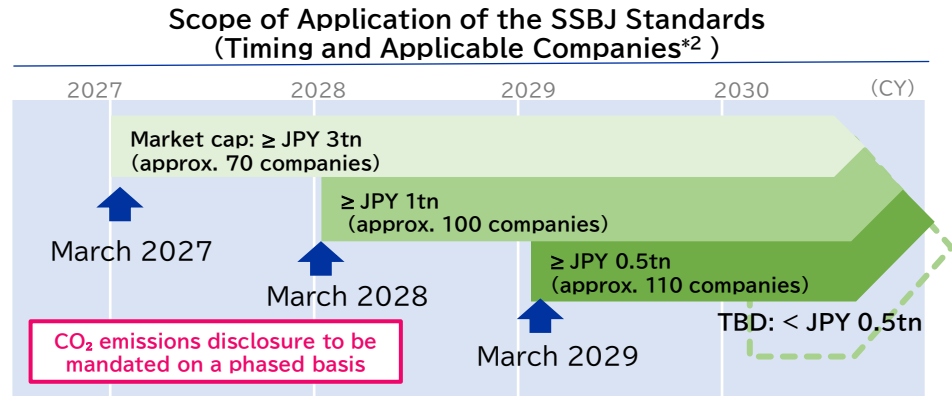 Scope of Application of the SSBJ Standards
(Timing and Applicable Companies*2 )
2027 2028 2029 2030 (CY)
Market cap: ≥ JPY 3tn
(approx. 70 companies)
≥ JPY 1tn
(approx. 100 companies)
March 2027
≥ JPY 0.5tn
(approx. 110 companies)
March 2028
TBD: < JPY 0.5tn
CO₂ emissions disclosure to be
mandated on a phased basis
March 2029